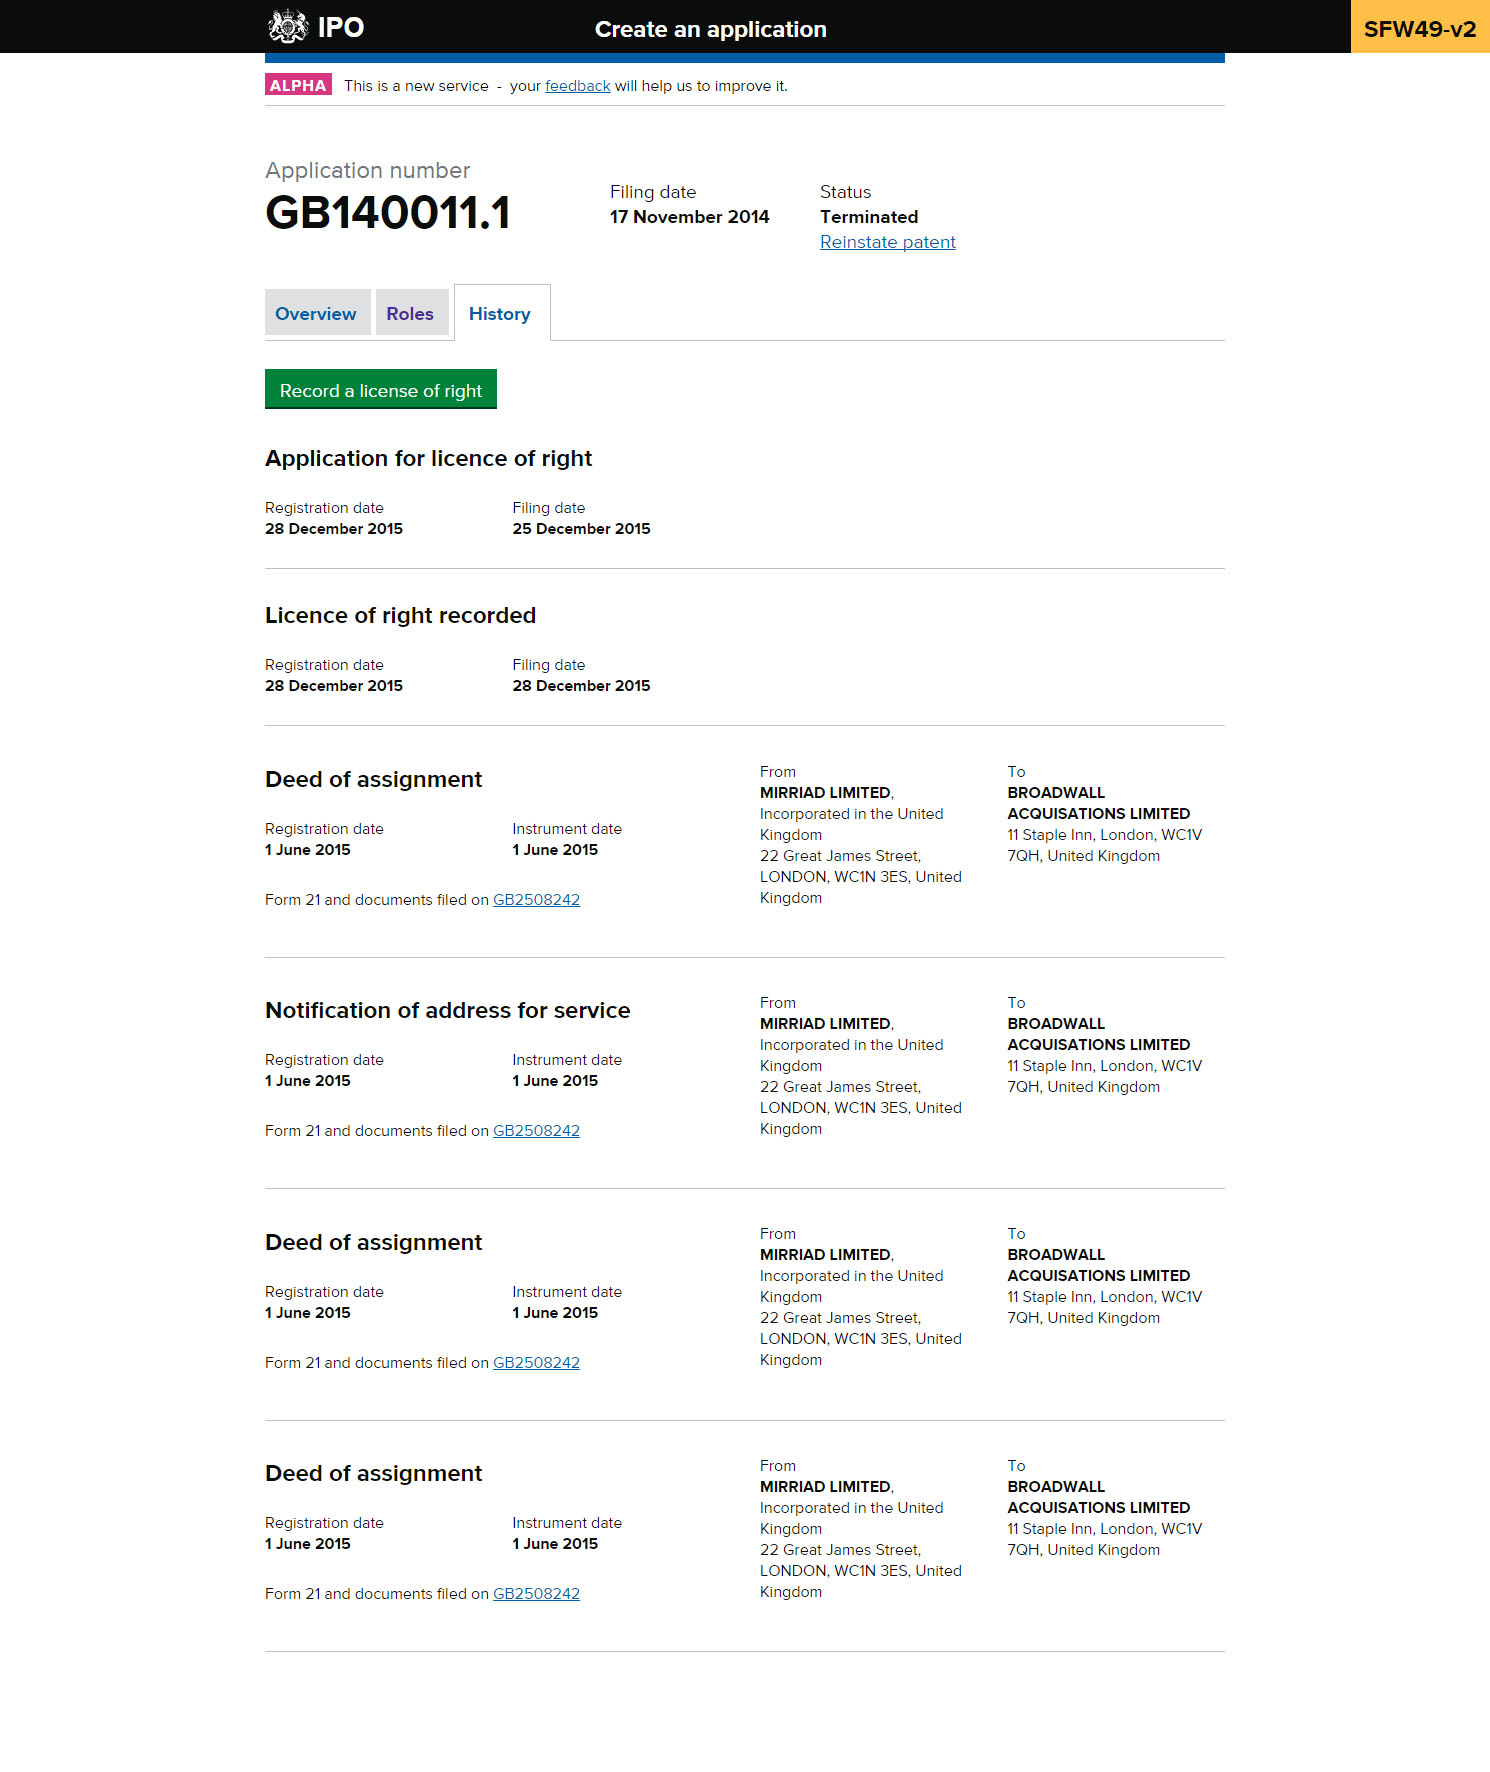 IPO
Create an application
SFW49-v2
ALPHA This is a new service - your feedback will help us to improve it.
Application number
GB140011.1
Filing date
17 November 2014
Status
Terminated
Reinstate patent
Overview
Roles
History
Record a license of right
Application for licence of right
Registration date
28 December 2015
Filing date
25 December 2015
Licence of right recorded
Registration date
28 December 2015
Filing date
28 December 2015
Deed of assignment
Registration date
1 June 2015
Instrument date
1 June 2015
Form 21 and documents filed on GB2508242
From
MIRRIAD LIMITED,
Incorporated in the United
Kingdom
22 Great James Street,
LONDON, WC1N 3ES, United
Kingdom
To
BROADWALL
ACQUISATIONS LIMITED
11 Staple Inn, London, WC1V
7QH, United Kingdom
Notification of address for service
Registration date
1 June 2015
Instrument date
1 June 2015
Form 21 and documents filed on GB2508242
From
MIRRIAD LIMITED,
Incorporated in the United
Kingdom
22 Great James Street,
LONDON, WC1N 3ES, United
Kingdom
To
BROADWALL
ACQUISATIONS LIMITED
11 Staple Inn, London, WC1V
7QH, United Kingdom
Deed of assignment
Registration date
1 June 2015
Instrument date
1 June 2015
Form 21 and documents filed on GB2508242
From
MIRRIAD LIMITED,
Incorporated in the United
Kingdom
22 Great James Street,
LONDON, WC1N 3ES, United
Kingdom
To
BROADWALL
ACQUISATIONS LIMITED
11 Staple Inn, London, WC1V
7QH, United Kingdom
Deed of assignment
Registration date
1 June 2015
Instrument date
1 June 2015
Form 21 and documents filed on GB2508242
From
MIRRIAD LIMITED,
Incorporated in the United
Kingdom
22 Great James Street,
LONDON, WC1N 3ES, United
Kingdom
To
BROADWALL
ACQUISATIONS LIMITED
11 Staple Inn, London, WC1V
7QH, United Kingdom